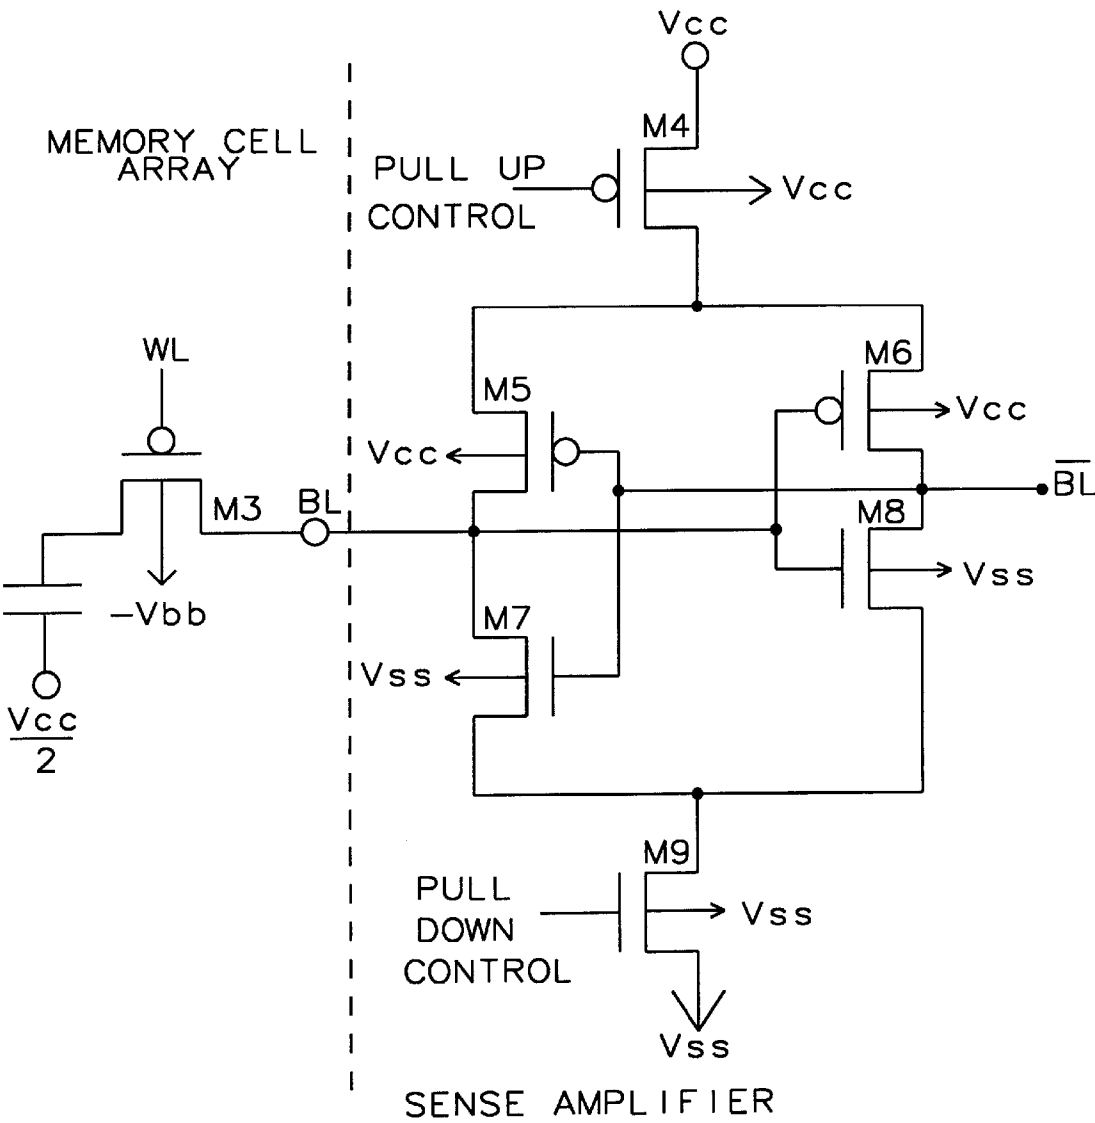 Vcc
M4
MEMORY CELL
ARRAY
PULL UP
CONTROL
Vcc
WL
M6
M5
Vcc
Vcc
M3
BL
B̅L̅
M8
-Vbb
M7
Vss
Vss
Vcc
2
M9
PULL
DOWN
CONTROL
Vss
Vss
SENSE AMPLIFIER